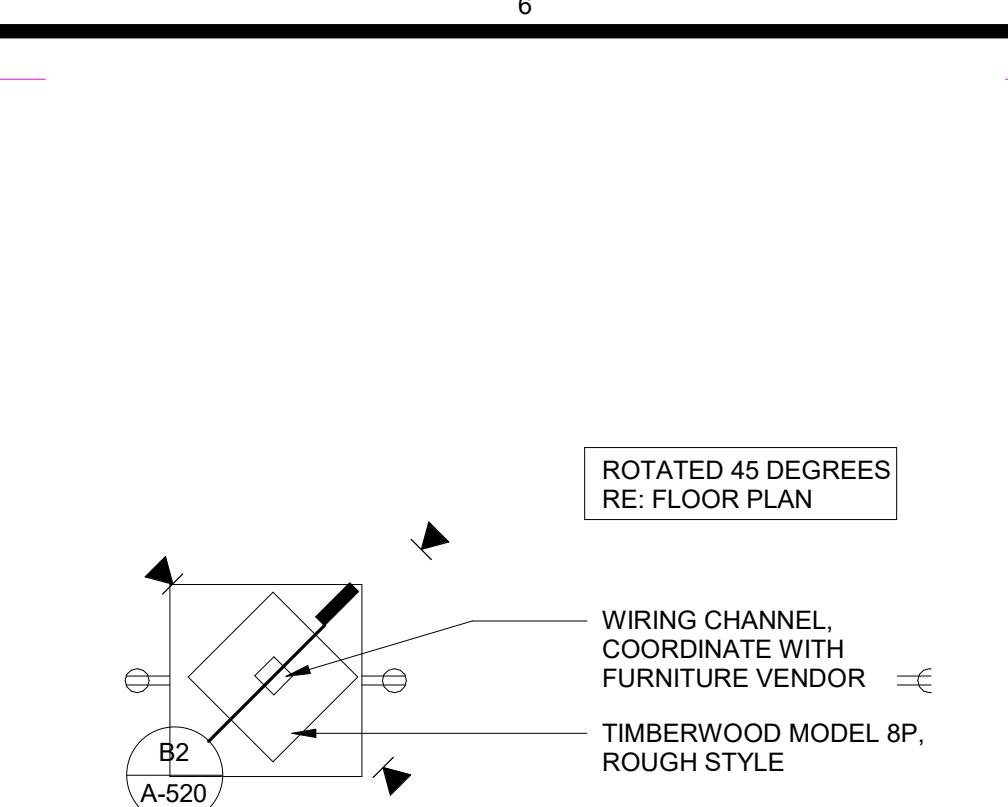 6
ROTATED 45 DEGREES
RE: FLOOR PLAN
WIRING CHANNEL,
COORDINATE WITH
FURNITURE VENDOR
TIMBERWOOD MODEL 8P,
ROUGH STYLE
B2
A-520